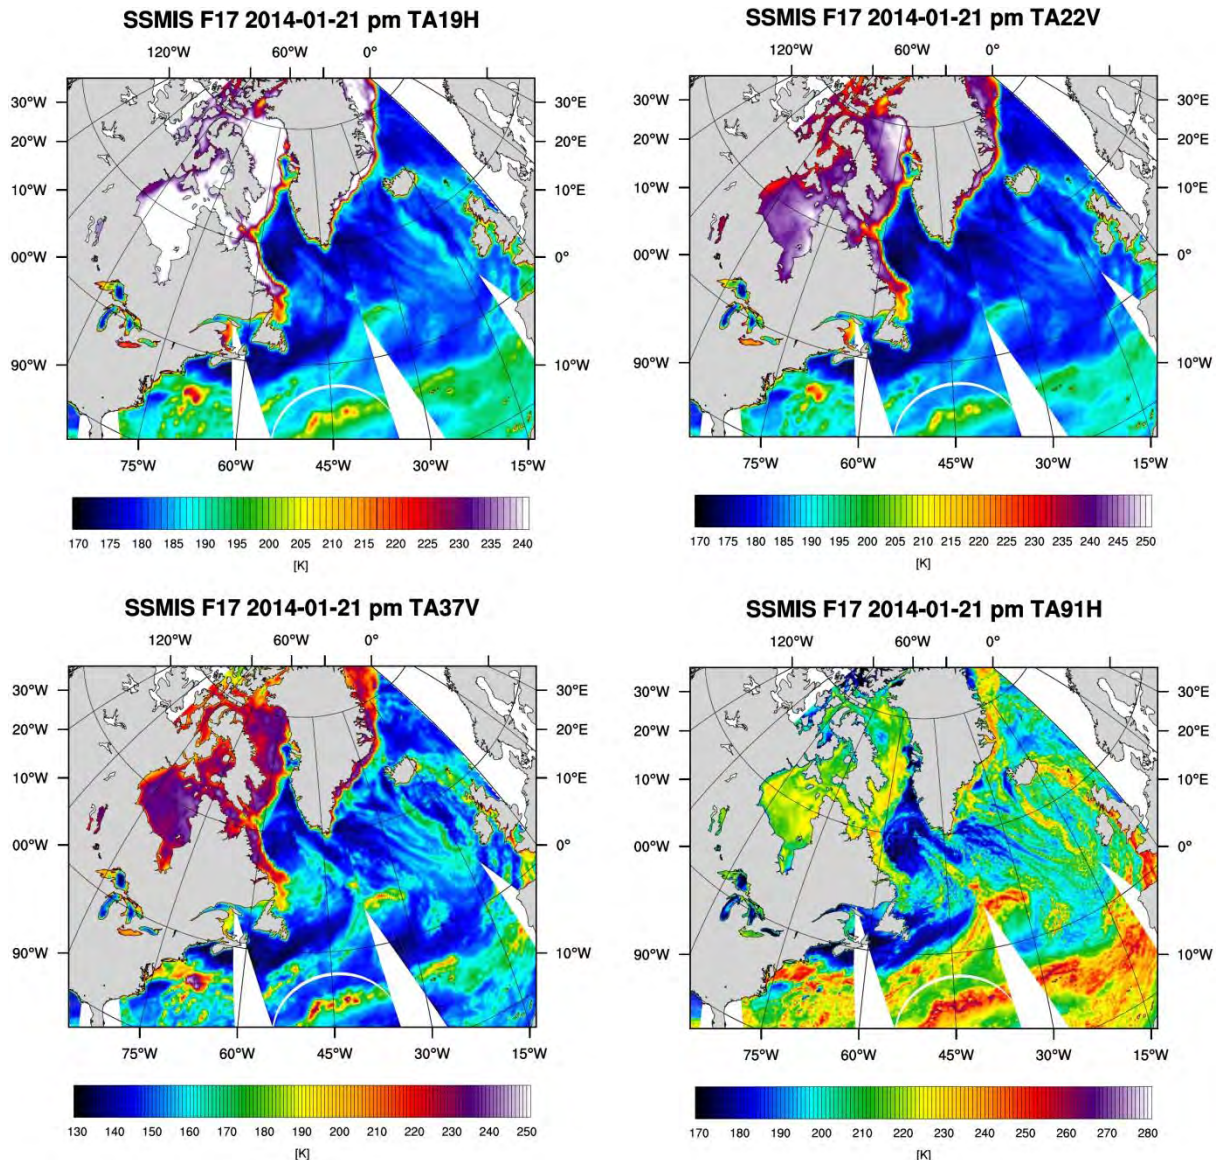 SSMIS F17 2014-01-21 pm TA19H
120°W 60°W 0°
30°W 30°E
20°W 20°E
10°W 10°E
00°W 0°
90°W 10°W
75°W 60°W 45°W 30°W 15°W
170 175 180 185 190 195 200 205 210 215 220 225 230 235 240
[K]
SSMIS F17 2014-01-21 pm TA22V
120°W 60°W 0°
30°W 30°E
20°W 20°E
10°W 10°E
00°W 0°
90°W 10°W
75°W 60°W 45°W 30°W 15°W
170 175 180 185 190 195 200 205 210 215 220 225 230 235 240 245 250
[K]
SSMIS F17 2014-01-21 pm TA37V
120°W 60°W 0°
30°W 30°E
20°W 20°E
10°W 10°E
00°W 0°
90°W 10°W
75°W 60°W 45°W 30°W 15°W
130 140 150 160 170 180 190 200 210 220 230 240 250
[K]
SSMIS F17 2014-01-21 pm TA91H
120°W 60°W 0°
30°W 30°E
20°W 20°E
10°W 10°E
00°W 0°
90°W 10°W
75°W 60°W 45°W 30°W 15°W
170 180 190 200 210 220 230 240 250 260 270 280
[K]